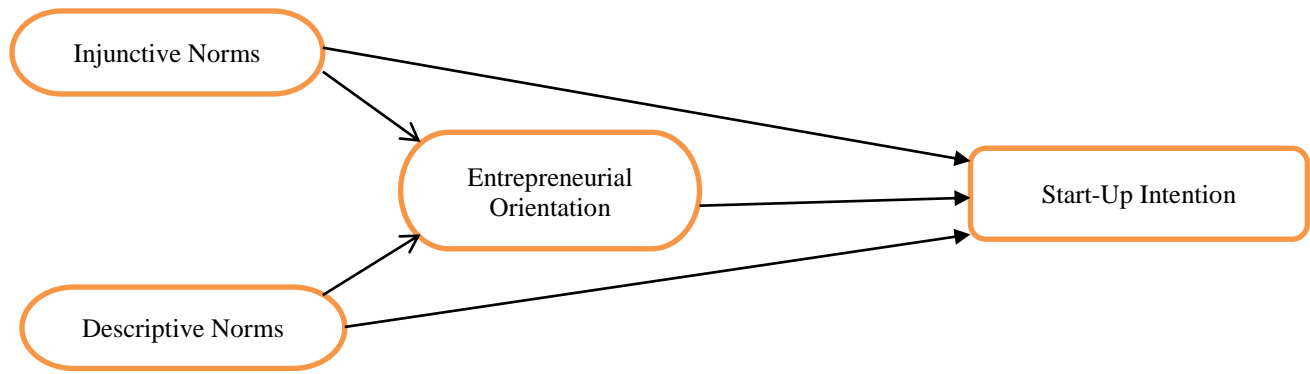 Injunctive Norms
Entrepreneurial
Orientation
Start-Up Intention
Descriptive Norms